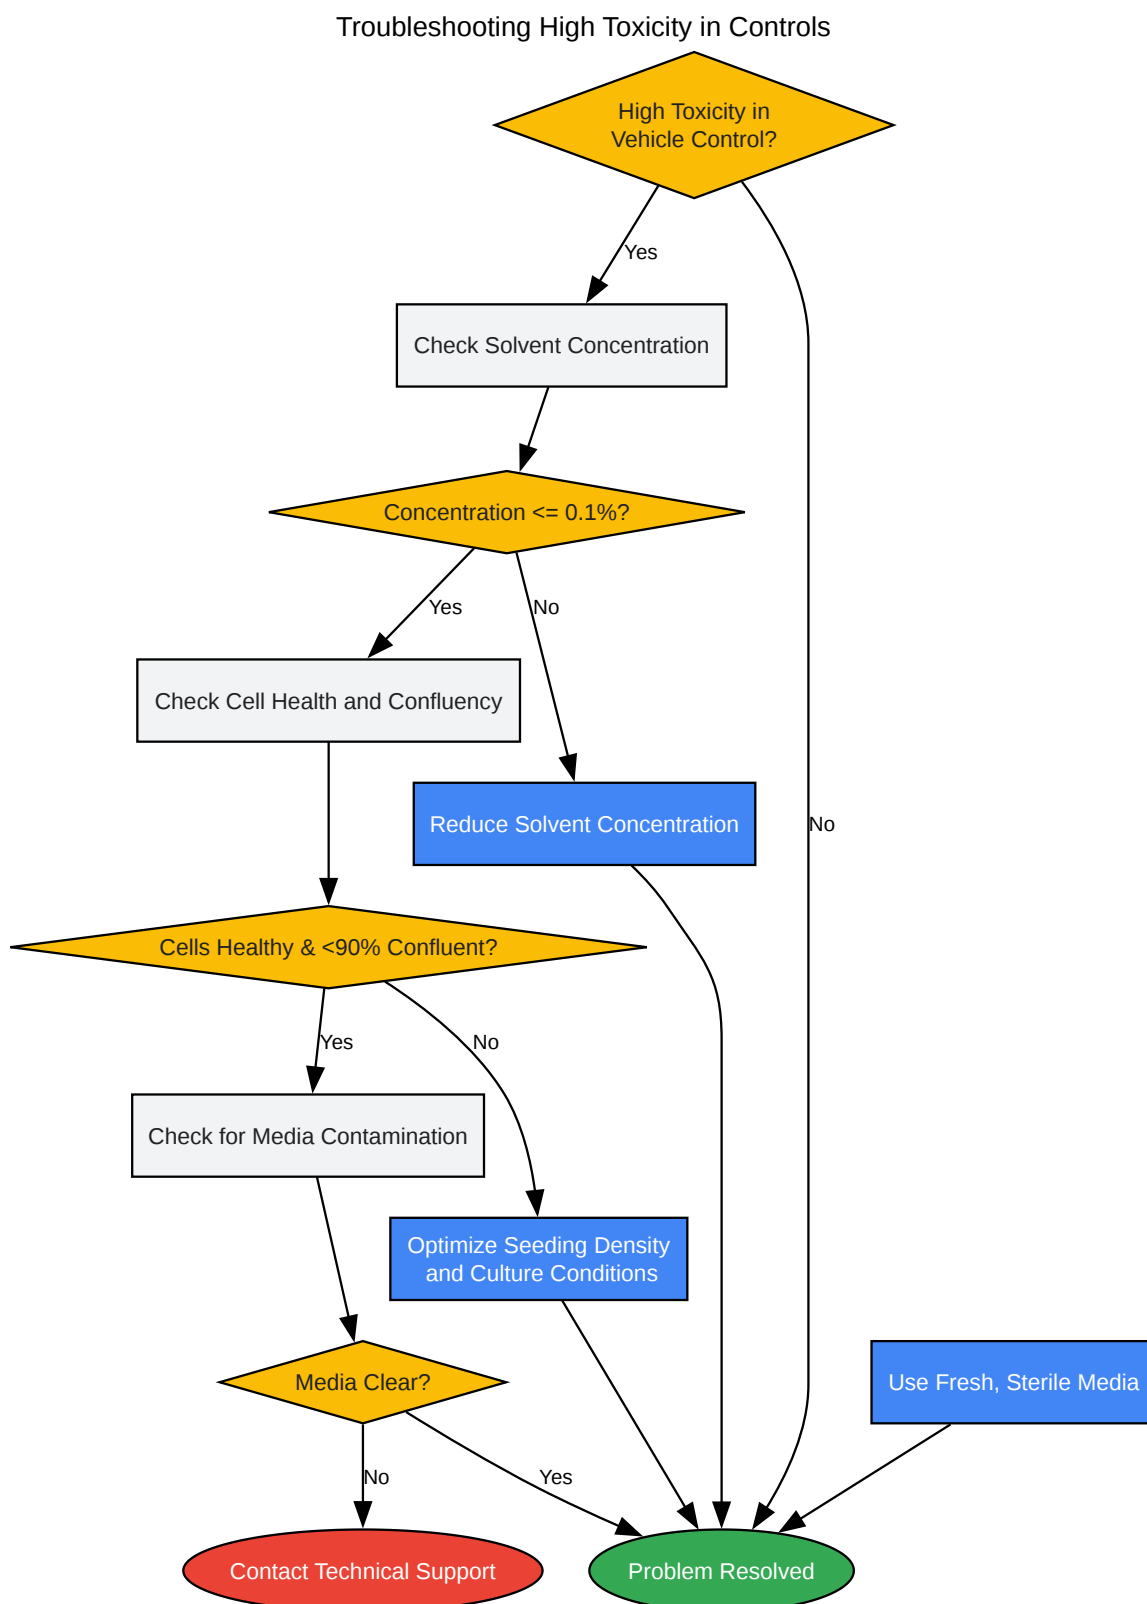 Troubleshooting High Toxicity in Controls
High Toxicity in
Vehicle Control?
Yes
Check Solvent Concentration
Concentration <= 0.1%?
Yes
No
Check Cell Health and Confluency
Reduce Solvent Concentration
No
Cells Healthy & <90% Confluent?
Yes
No
Check for Media Contamination
Optimize Seeding Density
and Culture Conditions
Media Clear?
Use Fresh, Sterile Media
No
Yes
Contact Technical Support
Problem Resolved